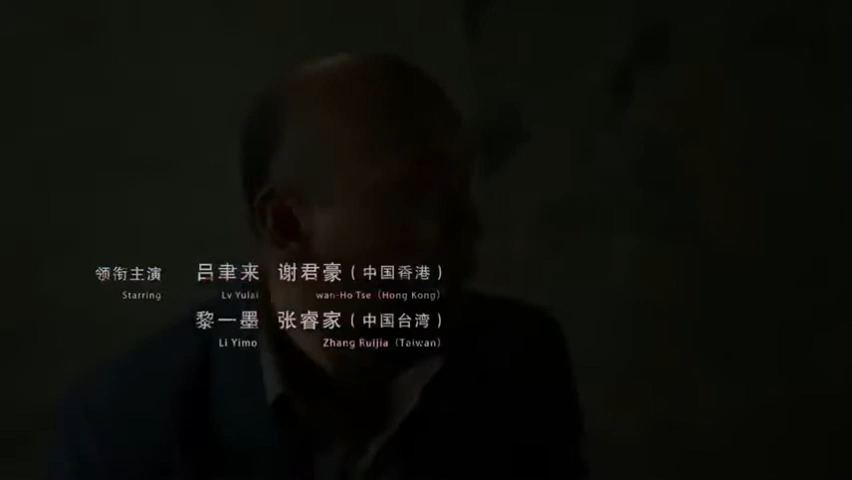 领衔主演 吕聿来 谢君豪(中国香港)
Starring Lv Yulai wan-Ho Tse (Hong Kong)
黎一墨 张睿家(中国台湾)
Li Yimo Zhang Ruijia (Taiwan)